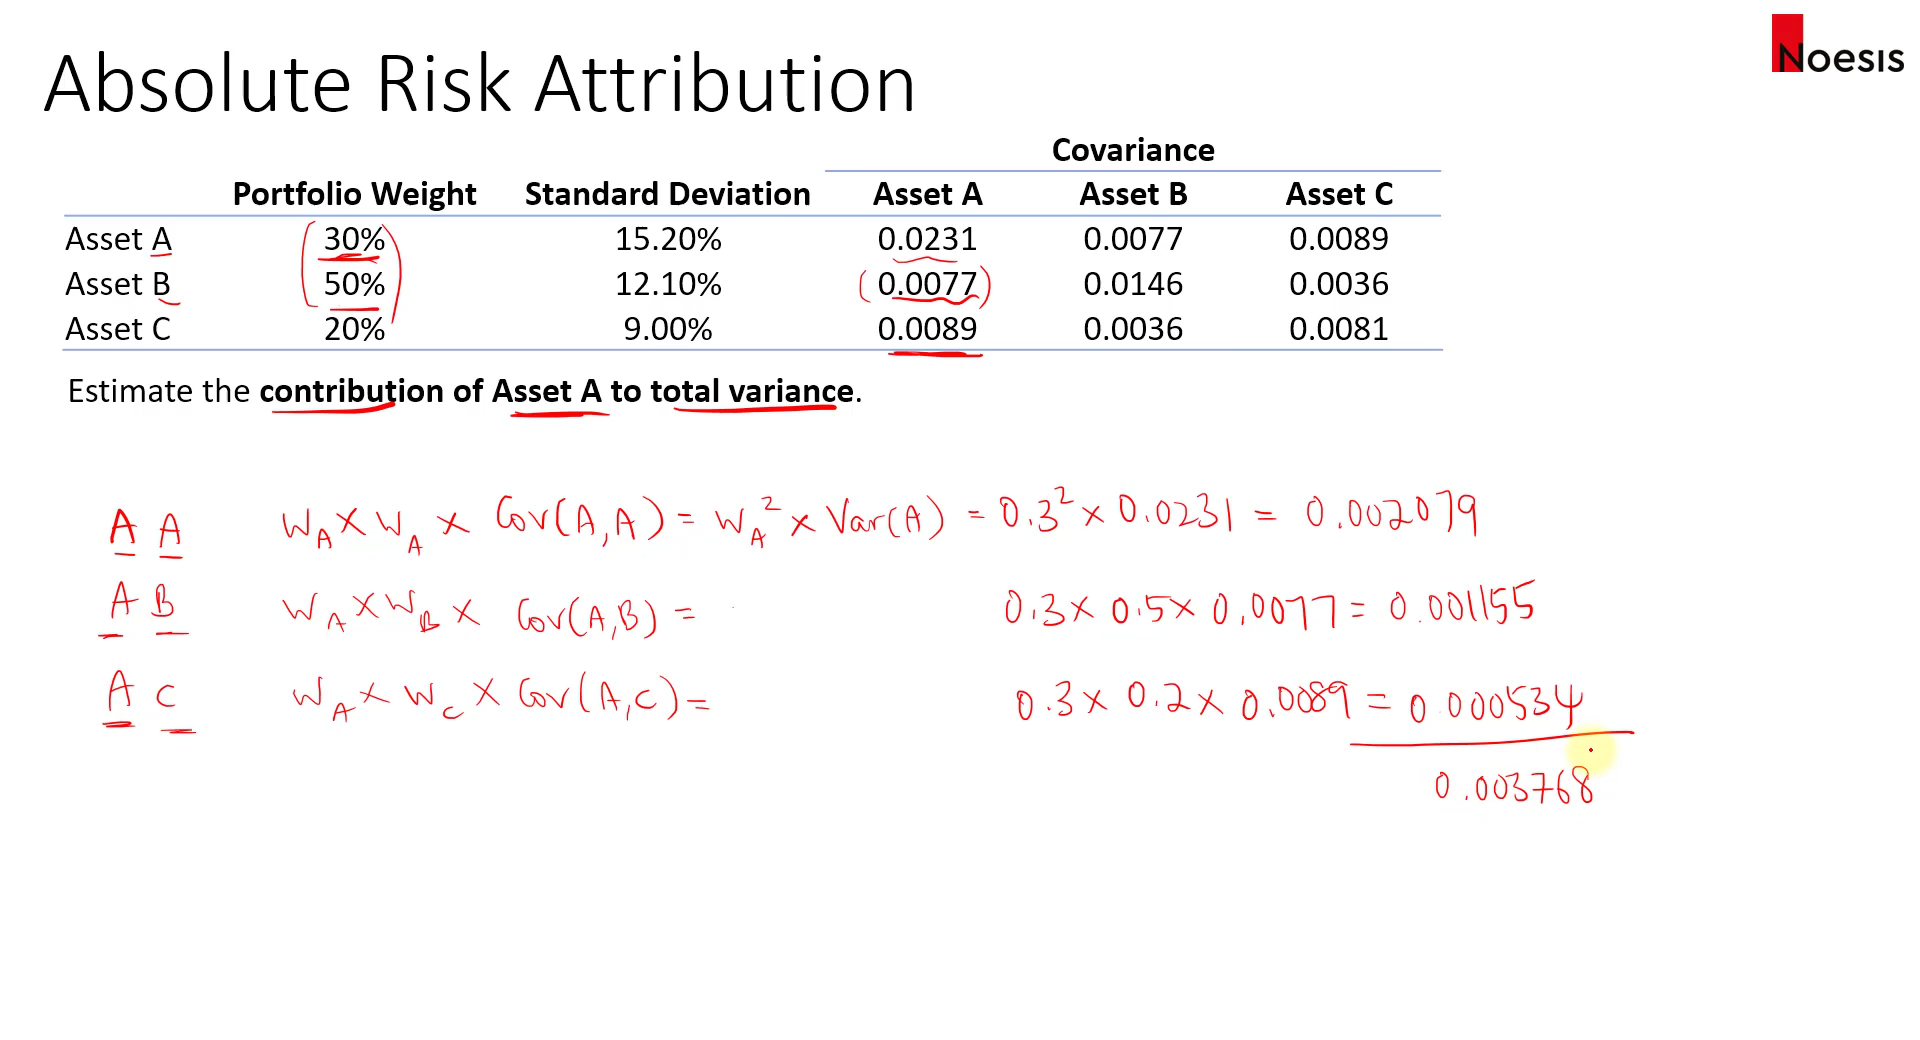 Absolute Risk Attribution
Noesis
Covariance
Portfolio Weight Standard Deviation Asset A Asset B Asset C
Asset A 30% 15.20% 0.0231 0.0077 0.0089
Asset B 50% 12.10% 0.0077 0.0146 0.0036
Asset C 20% 9.00% 0.0089 0.0036 0.0081
Estimate the contribution of Asset A to total variance.
A A W_A × W_A × Cov(A,A) = W_A² × Var(A) = 0.3² × 0.0231 = 0.002079
A B W_A × W_B × Cov(A,B) = 0.3 × 0.5 × 0.0077 = 0.001155
A C W_A × W_C × Cov(A,C) = 0.3 × 0.2 × 0.0089 = 0.000534
0.003768